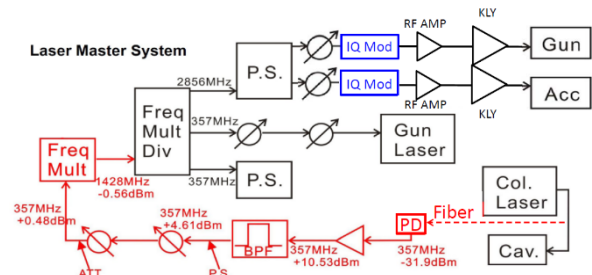 Laser Master System
RF AMP
KLY
IQ Mod
Gun
P.S.
2856MHz
IQ Mod
Acc
RF AMP
KLY
Freq
Mult
Div
357MHz
Gun
Laser
Freq
Mult
1428MHz
-0.56dBm
357MHz
P.S.
Col.
Laser
Fiber
PD
357MHz
+0.48dBm
357MHz
+4.61dBm
BPF
357MHz
+10.53dBm
357MHz
-31.9dBm
Cav.
ATT
P.S